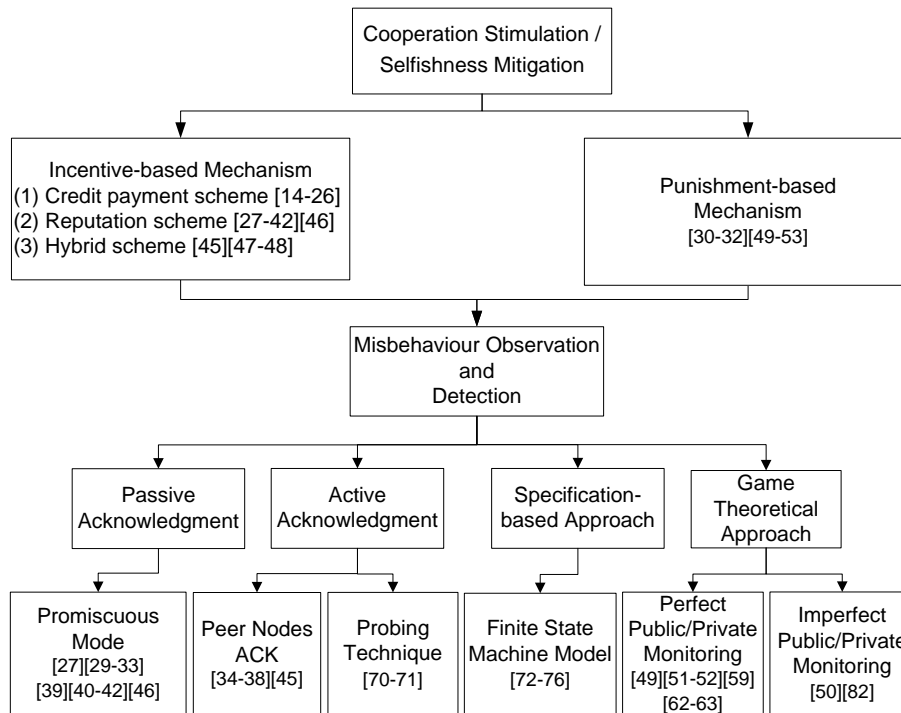 Cooperation Stimulation /
Selfishness Mitigation
Incentive-based Mechanism
(1) Credit payment scheme [14-26]
(2) Reputation scheme [27-42][46]
(3) Hybrid scheme [45][47-48]
Punishment-based
Mechanism
[30-32][49-53]
Misbehaviour Observation
and
Detection
Passive
Acknowledgment
Active
Acknowledgment
Specification-
based Approach
Game
Theoretical
Approach
Promiscuous
Mode
[27][29-33]
[39][40-42][46]
Peer Nodes
ACK
[34-38][45]
Probing
Technique
[70-71]
Finite State
Machine Model
[72-76]
Perfect
Public/Private
Monitoring
[49][51-52][59]
[62-63]
Imperfect
Public/Private
Monitoring
[50][82]